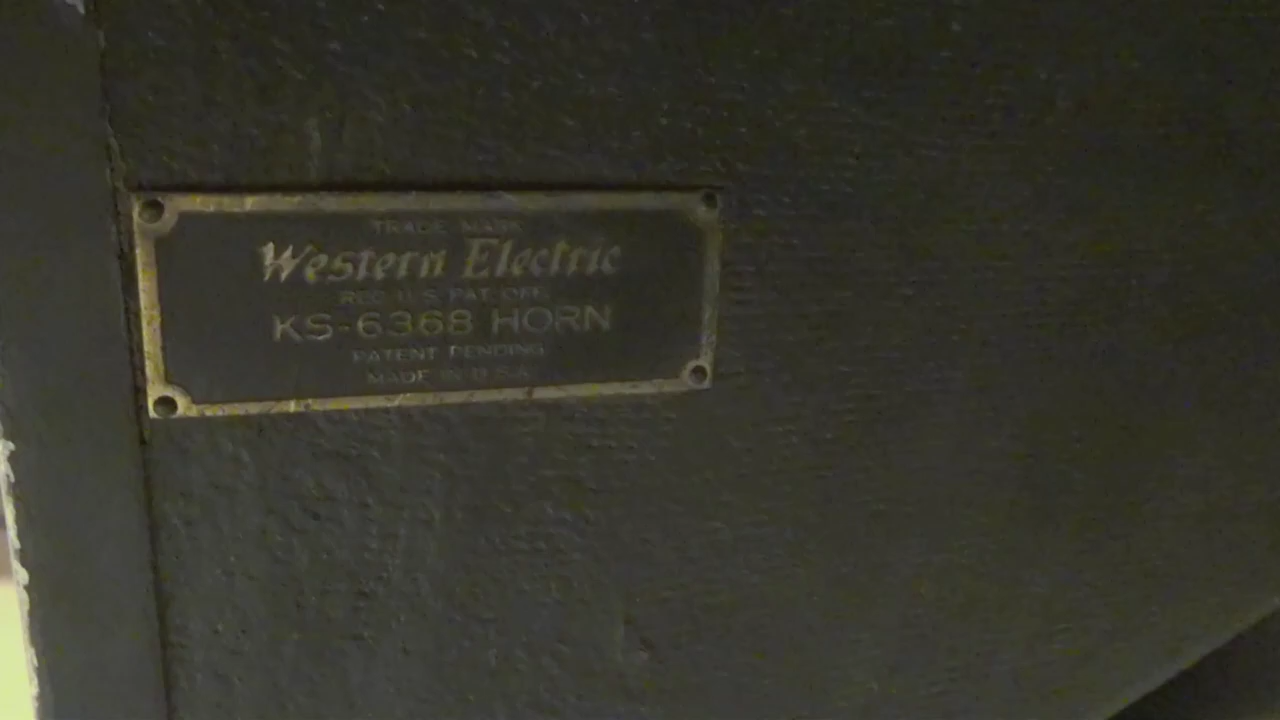 TRADE MARK
Western Electric
REG. U.S. PAT. OFF.
KS-6368 HORN
PATENT PENDING
MADE IN U.S.A.